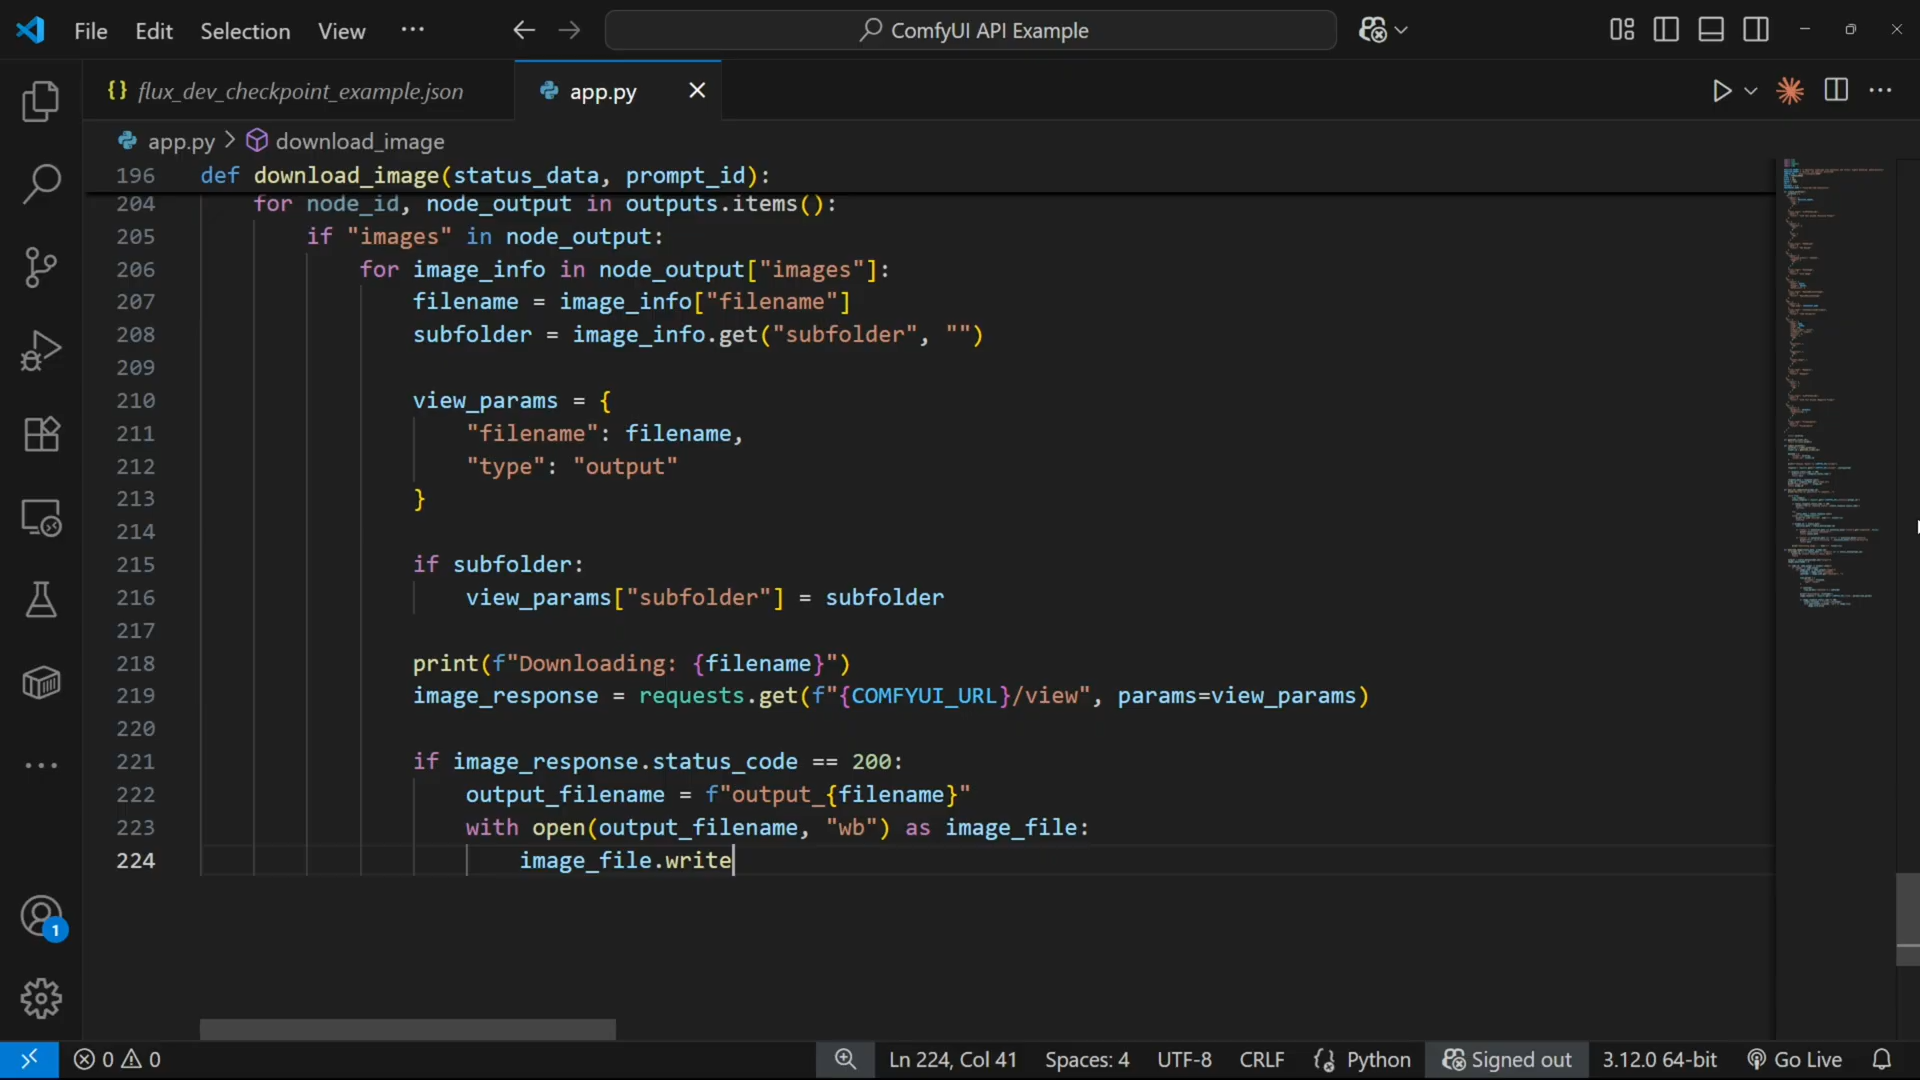 File Edit Selection View ··· ComfyUI API Example
{} flux_dev_checkpoint_example.json app.py
app.py > download_image
196 def download_image(status_data, prompt_id):
204 for node_id, node_output in outputs.items():
205 if "images" in node_output:
206 for image_info in node_output["images"]:
207 filename = image_info["filename"]
208 subfolder = image_info.get("subfolder", "")
209
210 view_params = {
211 "filename": filename,
212 "type": "output"
213 }
214
215 if subfolder:
216 view_params["subfolder"] = subfolder
217
218 print(f"Downloading: {filename}")
219 image_response = requests.get(f"{COMFYUI_URL}/view", params=view_params)
220
221 if image_response.status_code == 200:
222 output_filename = f"output_{filename}"
223 with open(output_filename, "wb") as image_file:
224 image_file.write
1
0 0 Ln 224, Col 41 Spaces: 4 UTF-8 CRLF {} Python Signed out 3.12.0 64-bit Go Live